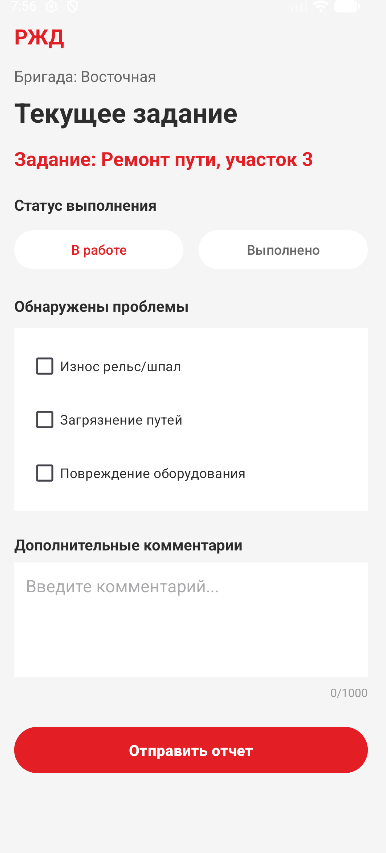 7:56
РЖД
Бригада: Восточная
Текущее задание
Задание: Ремонт пути, участок 3
Статус выполнения
В работе
Выполнено
Обнаружены проблемы
Износ рельс/шпал
Загрязнение путей
Повреждение оборудования
Дополнительные комментарии
Введите комментарий...
0/1000
Отправить отчет